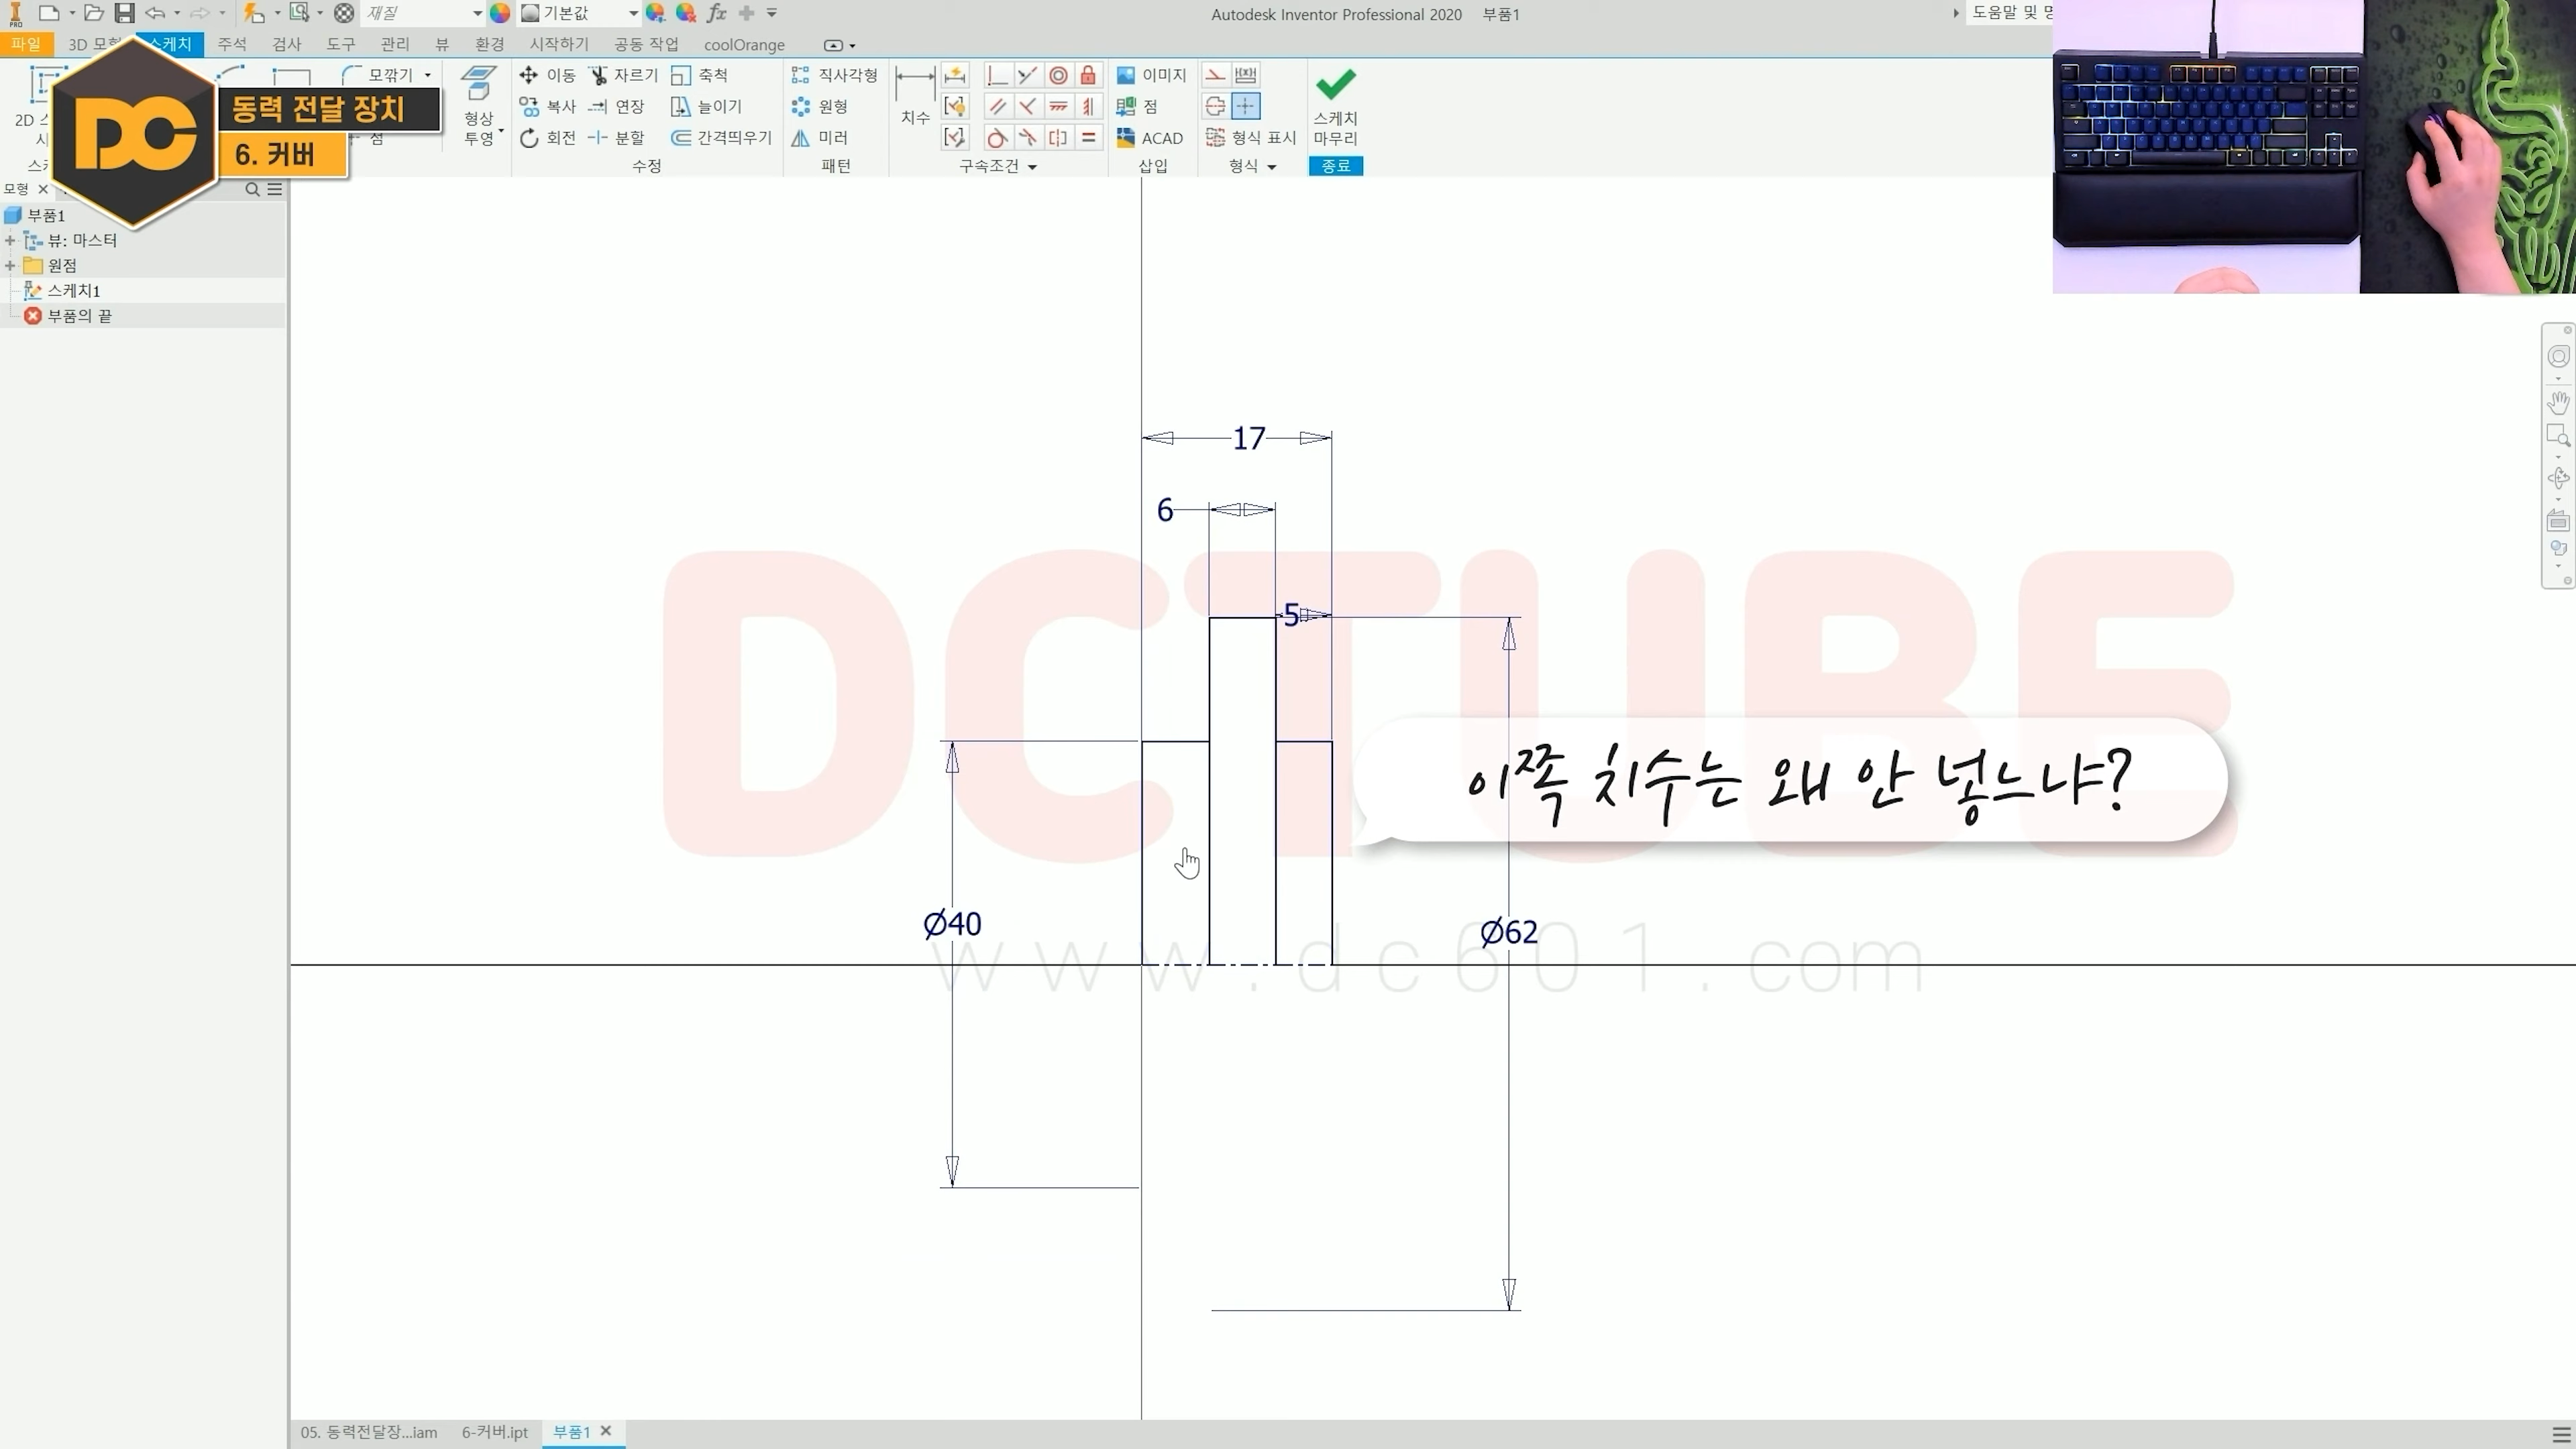 PRO
재질
기본값
fx
Autodesk Inventor Professional 2020 부품1
도움말 및 명
파일 3D 모형 스케치 주석 검사 도구 관리 뷰 환경 시작하기 공동 작업 coolOrange
DC
동력 전달 장치
6. 커버
2D 스
모깎기
점
형상
투영
이동 자르기 축척
복사 연장 늘이기
회전 분할 간격띄우기
수정
직사각형
원형
미러
패턴
치수
구속조건
이미지
점
ACAD
삽입
형식 표시
형식
스케치
마무리
종료
모형
부품1
뷰: 마스터
원점
스케치1
부품의 끝
17
6
5
DCTUBE
이쪽 치수는 왜 안 넣느냐?
Ø40
Ø62
www.dc601.com
05. 동력전달장...iam 6-커버.ipt 부품1